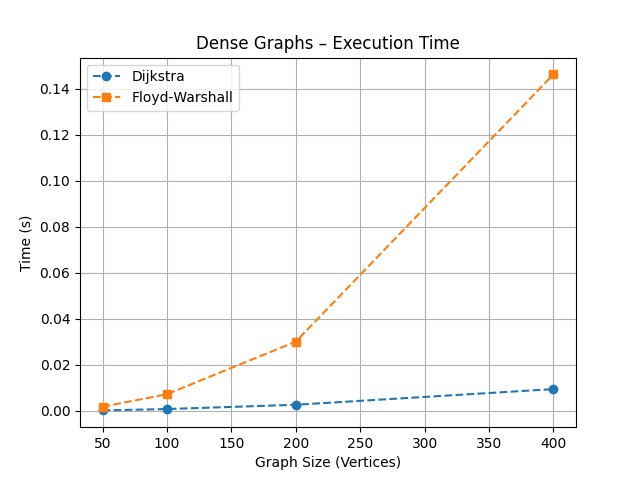 Dense Graphs – Execution Time
Dijkstra
Floyd-Warshall
0.14
0.12
0.10
0.08
0.06
0.04
0.02
0.00
Time (s)
50 100 150 200 250 300 350 400
Graph Size (Vertices)